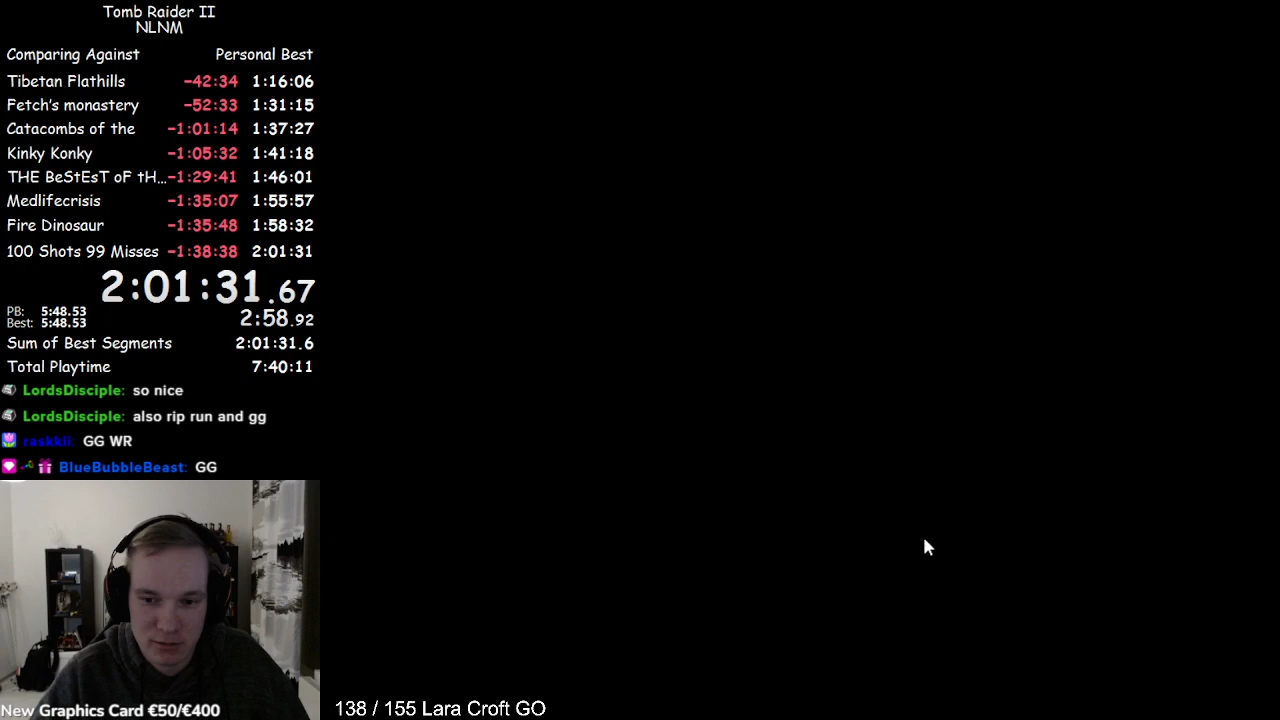 Tomb Raider II
NLNM
Comparing Against Personal Best
Tibetan Flathills -42:34 1:16:06
Fetch's monastery -52:33 1:31:15
Catacombs of the -1:01:14 1:37:27
Kinky Konky -1:05:32 1:41:18
THE BeStEsT oF tH... -1:29:41 1:46:01
Medlifecrisis -1:35:07 1:55:57
Fire Dinosaur -1:35:48 1:58:32
100 Shots 99 Misses -1:38:38 2:01:31
2:01:31.67
PB: 5:48.53
Best: 5:48.53
2:58.92
Sum of Best Segments 2:01:31.6
Total Playtime 7:40:11
LordsDisciple: so nice
LordsDisciple: also rip run and gg
raskkii: GG WR
BlueBubbleBeast: GG
New Graphics Card €50/€400
138 / 155 Lara Croft GO